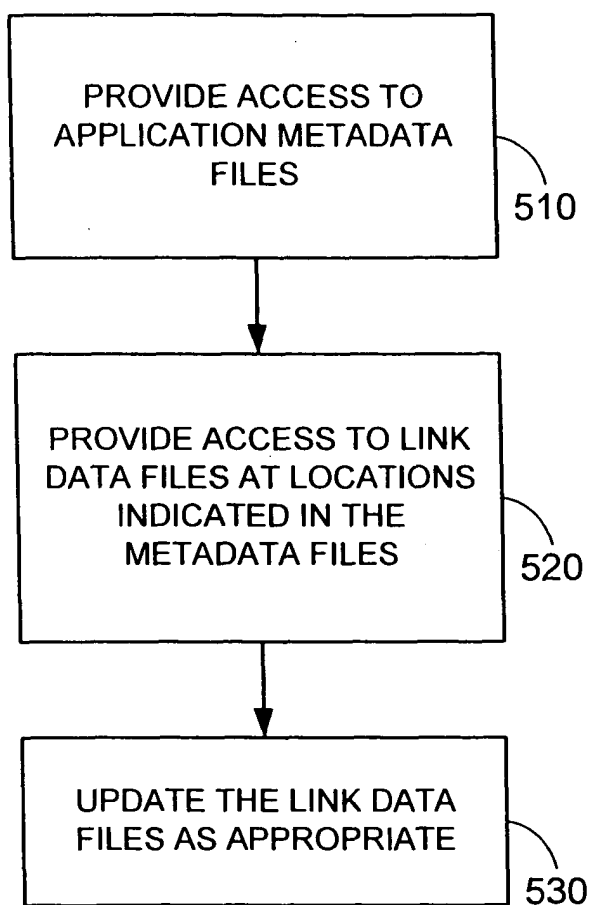 PROVIDE ACCESS TO
APPLICATION METADATA
FILES
510
PROVIDE ACCESS TO LINK
DATA FILES AT LOCATIONS
INDICATED IN THE
METADATA FILES
520
UPDATE THE LINK DATA
FILES AS APPROPRIATE
530